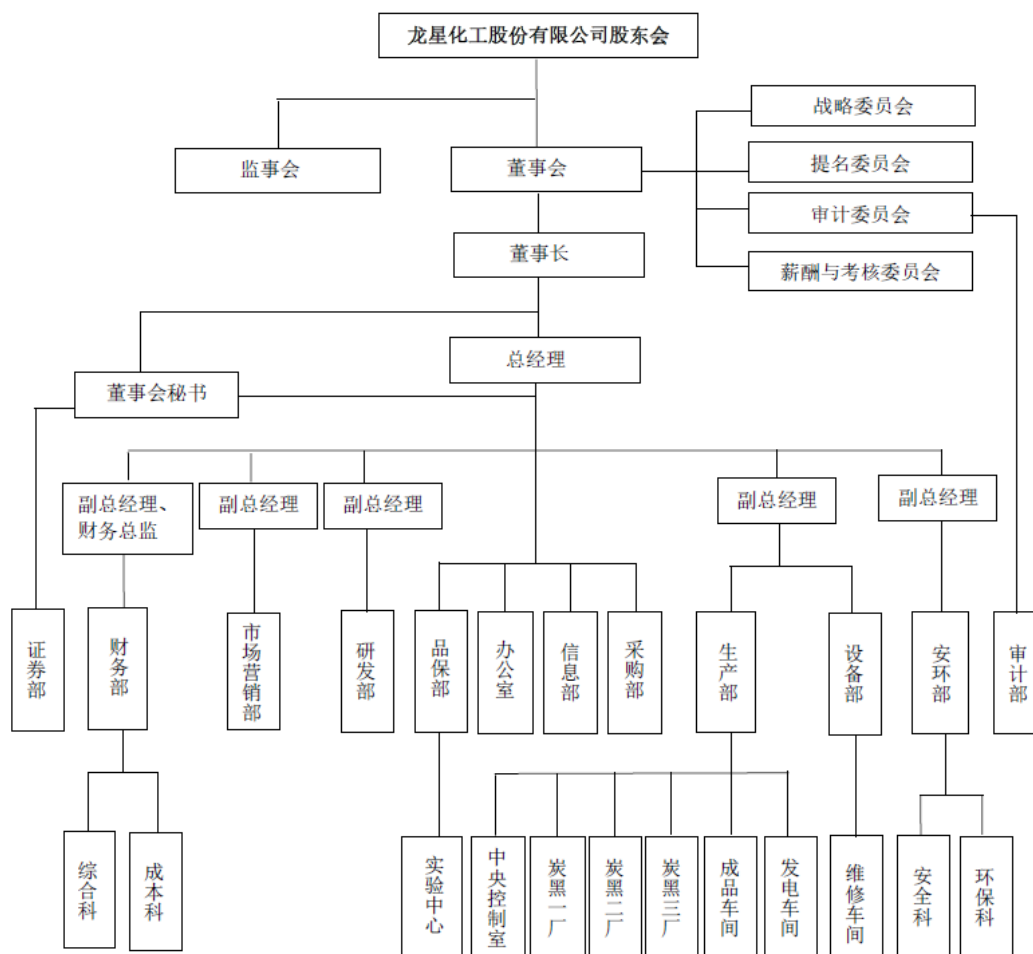 龙星化工股份有限公司股东会
战略委员会
监事会
董事会
提名委员会
审计委员会
董事长
薪酬与考核委员会
总经理
董事会秘书
副总经理、
财务总监
副总经理
副总经理
副总经理
副总经理
证券部
财务部
市场营销部
研发部
品保部
办公室
信息部
采购部
生产部
设备部
安环部
审计部
综合科
成本科
实验中心
中央控制室
炭黑一厂
炭黑二厂
炭黑三厂
成品车间
发电车间
维修车间
安全科
环保科